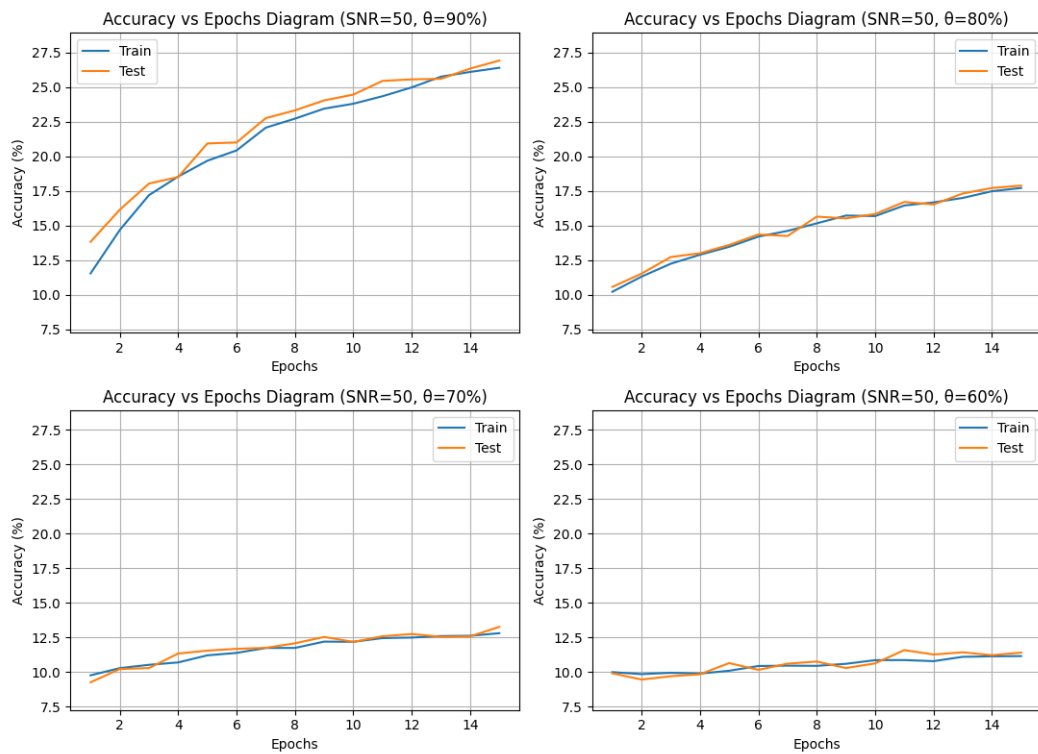 Accuracy vs Epochs Diagram (SNR=50, θ=90%)
27.5
25.0
22.5
20.0
17.5
15.0
12.5
10.0
7.5
Accuracy (%)
Train
Test
2 4 6 8 10 12 14
Epochs
Accuracy vs Epochs Diagram (SNR=50, θ=80%)
27.5
25.0
22.5
20.0
17.5
15.0
12.5
10.0
7.5
Accuracy (%)
Train
Test
2 4 6 8 10 12 14
Epochs
Accuracy vs Epochs Diagram (SNR=50, θ=70%)
27.5
25.0
22.5
20.0
17.5
15.0
12.5
10.0
7.5
Accuracy (%)
Train
Test
2 4 6 8 10 12 14
Epochs
Accuracy vs Epochs Diagram (SNR=50, θ=60%)
27.5
25.0
22.5
20.0
17.5
15.0
12.5
10.0
7.5
Accuracy (%)
Train
Test
2 4 6 8 10 12 14
Epochs